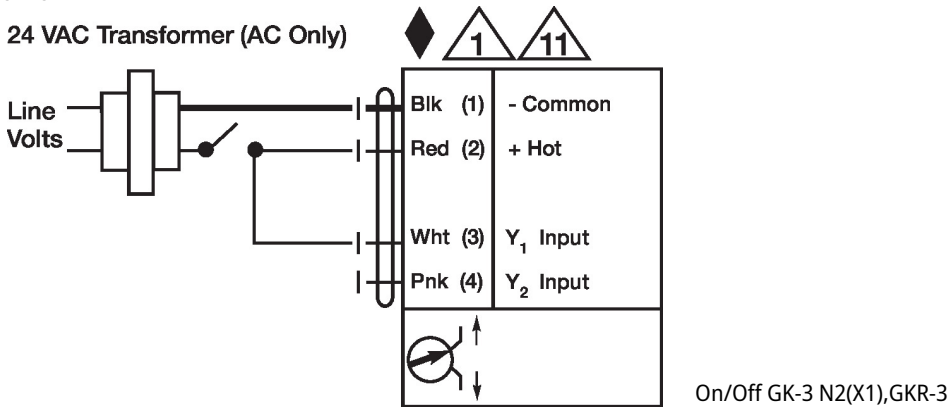 24 VAC Transformer (AC Only)
1
11
Line
Volts
Blk (1) - Common
Red (2) + Hot
Wht (3) Y1 Input
Pnk (4) Y2 Input
On/Off GK-3 N2(X1),GKR-3